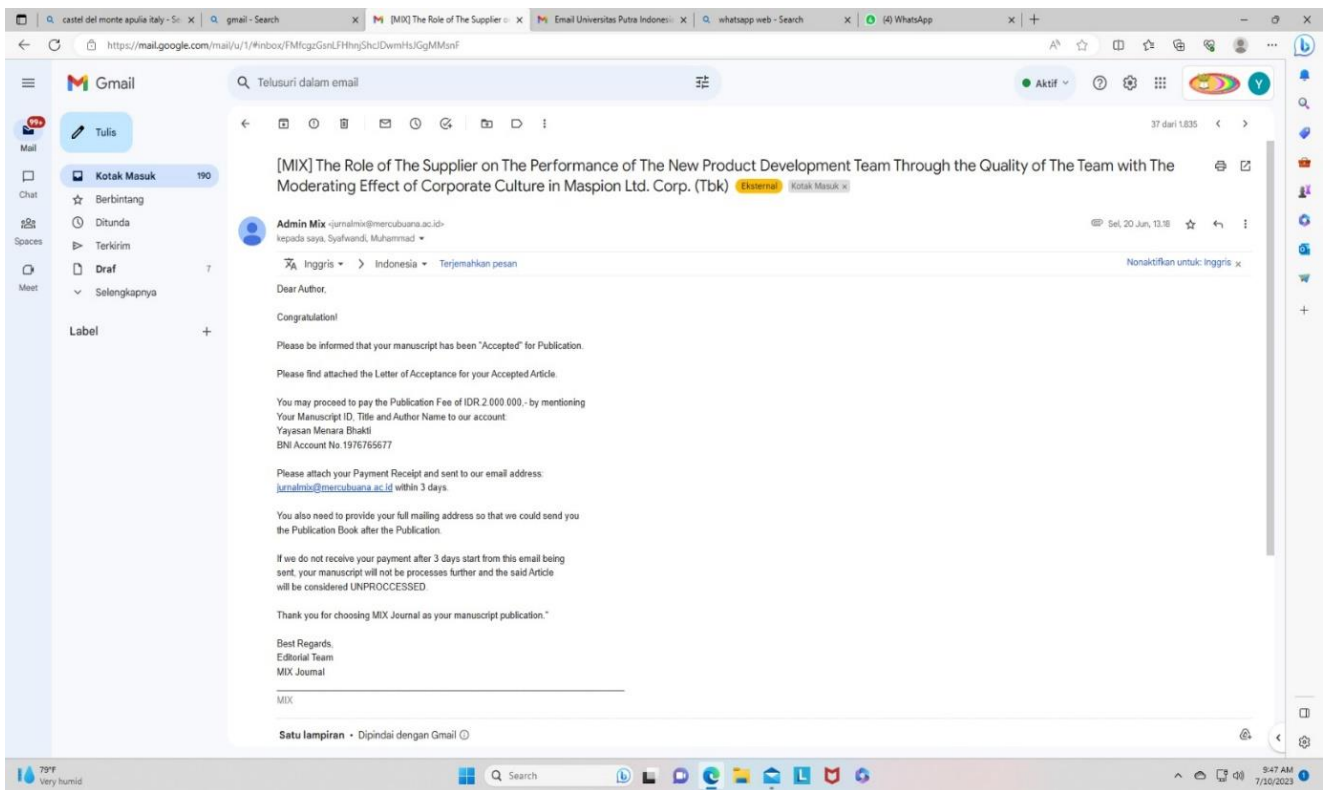 castel del monte apulia italy - Se
gmail - Search
[MIX] The Role of The Supplier o
Email Universitas Putra Indonesi
whatsapp web - Search
(4) WhatsApp
https://mail.google.com/mail/u/1/#inbox/FMfcgzGsnLFHhnjShcJDwmHsJGgMMsnF
Gmail
Telusuri dalam email
Aktif
Y
99+
Mail
Chat
Spaces
Meet
Tulis
Kotak Masuk 190
Berbintang
Ditunda
Terkirim
Draf 7
Selengkapnya
Label
37 dari 1.835
[MIX] The Role of The Supplier on The Performance of The New Product Development Team Through the Quality of The Team with The
Moderating Effect of Corporate Culture in Maspion Ltd. Corp. (Tbk) Eksternal Kotak Masuk x
Admin Mix <jurnalmix@mercubuana.ac.id> Sel, 20 Jun, 13.18
kepada saya, Syafwandi, Muhammad
Inggris > Indonesia Terjemahkan pesan Nonaktifkan untuk: Inggris x
Dear Author,
Congratulation!
Please be informed that your manuscript has been "Accepted" for Publication.
Please find attached the Letter of Acceptance for your Accepted Article.
You may proceed to pay the Publication Fee of IDR.2.000.000,- by mentioning
Your Manuscript ID, Title and Author Name to our account:
Yayasan Menara Bhakti
BNI Account No.1976765677
Please attach your Payment Receipt and sent to our email address:
jurnalmix@mercubuana.ac.id within 3 days.
You also need to provide your full mailing address so that we could send you
the Publication Book after the Publication.
If we do not receive your payment after 3 days start from this email being
sent, your manuscript will not be processes further and the said Article
will be considered UNPROCCESSED.
Thank you for choosing MIX Journal as your manuscript publication."
Best Regards,
Editorial Team
MIX Journal
MIX
Satu lampiran • Dipindai dengan Gmail
79°F
Very humid
Search
9:47 AM
7/10/2023